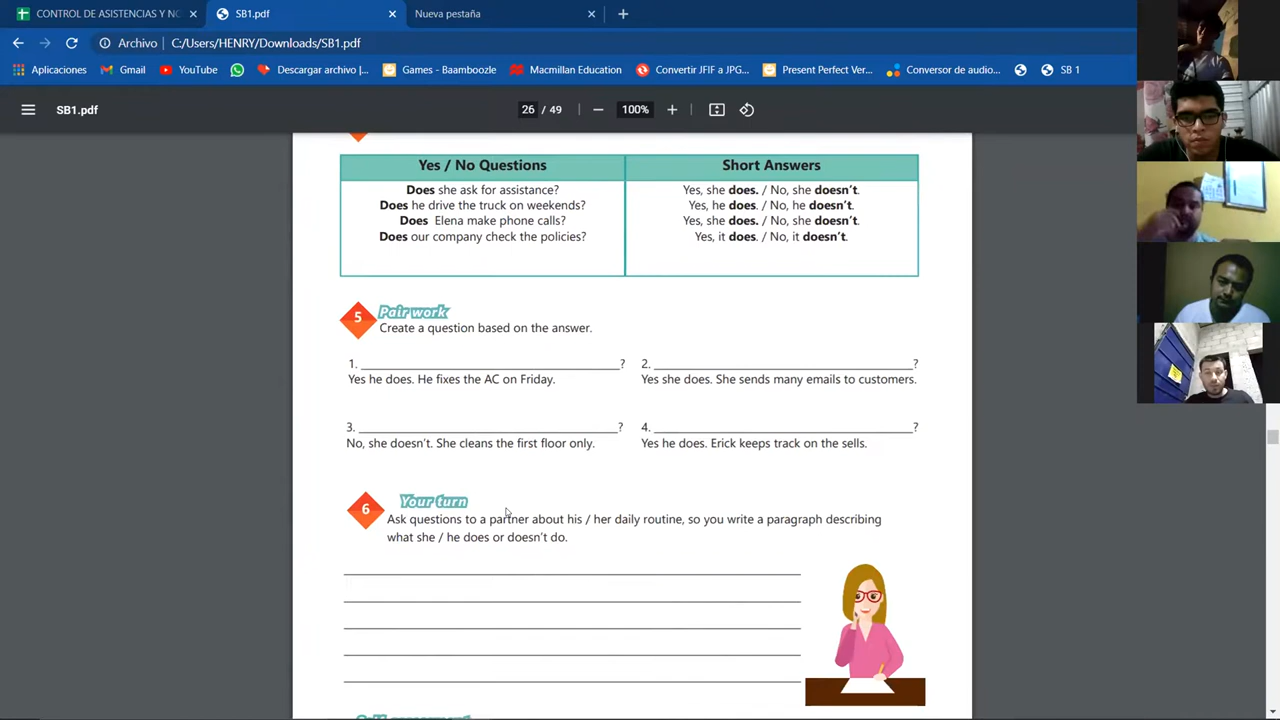 CONTROL DE ASISTENCIAS Y NO
SB1.pdf
Nueva pestaña
Archivo
C:/Users/HENRY/Downloads/SB1.pdf
Aplicaciones
Gmail
YouTube
Descargar archivo |...
Games - Baamboozle
Macmillan Education
Convertir JFIF a JPG...
Present Perfect Ver...
Conversor de audio...
SB 1
SB1.pdf
26 / 49
100%
Yes / No Questions
Short Answers
Does she ask for assistance?
Yes, she does. / No, she doesn't.
Does he drive the truck on weekends?
Yes, he does. / No, he doesn't.
Does Elena make phone calls?
Yes, she does. / No, she doesn't.
Does our company check the policies?
Yes, it does. / No, it doesn't.
5
Pair work
Create a question based on the answer.
1. ?
2. ?
Yes he does. He fixes the AC on Friday.
Yes she does. She sends many emails to customers.
3. ?
4. ?
No, she doesn't. She cleans the first floor only.
Yes he does. Erick keeps track on the sells.
6
Your turn
Ask questions to a partner about his / her daily routine, so you write a paragraph describing
what she / he does or doesn't do.